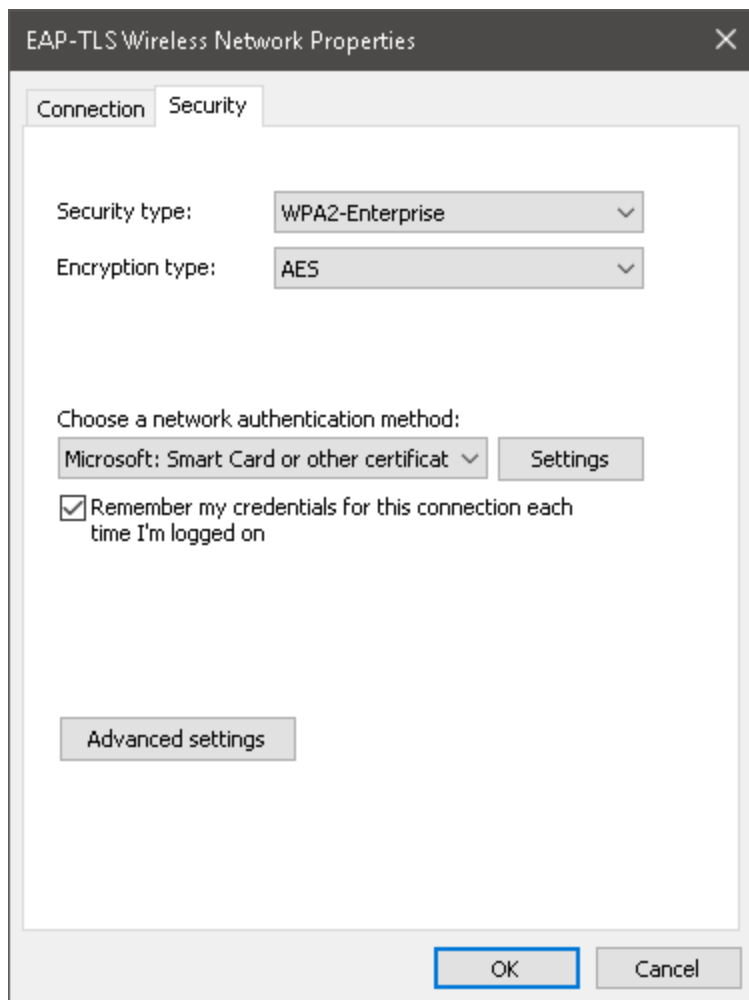 EAP-TLS Wireless Network Properties
Connection
Security
Security type:
WPA2-Enterprise
Encryption type:
AES
Choose a network authentication method:
Microsoft: Smart Card or other certificat
Settings
Remember my credentials for this connection each
time I'm logged on
Advanced settings
OK
Cancel